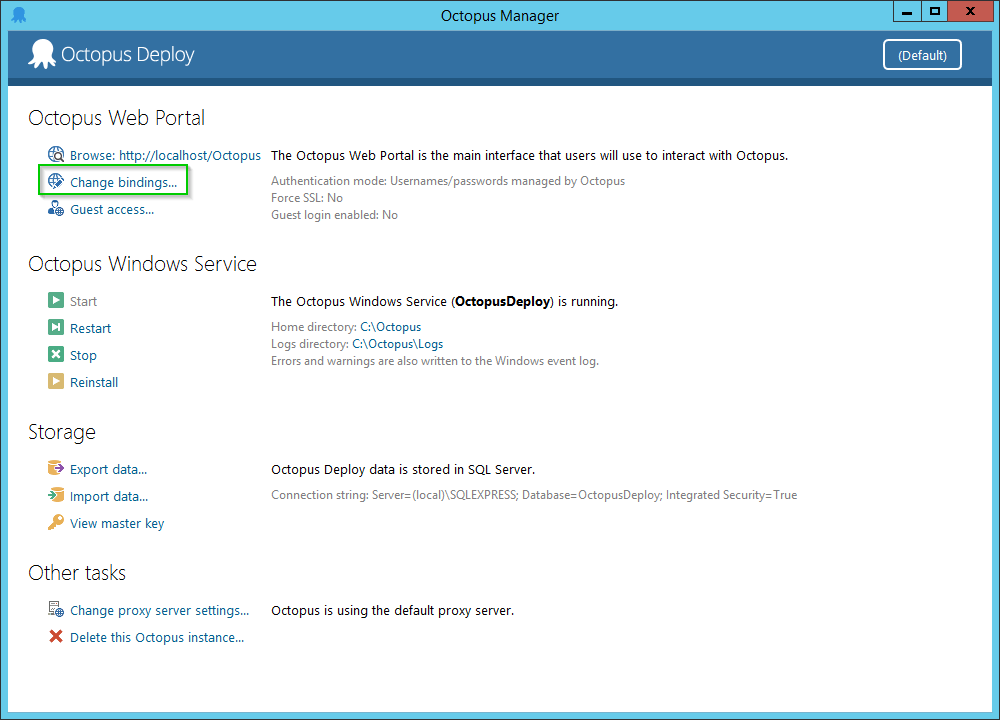 Octopus Manager
Octopus Deploy
(Default)
Octopus Web Portal
Browse: http://localhost/Octopus
The Octopus Web Portal is the main interface that users will use to interact with Octopus.
Change bindings...
Authentication mode: Usernames/passwords managed by Octopus
Force SSL: No
Guest access...
Guest login enabled: No
Octopus Windows Service
Start
The Octopus Windows Service (OctopusDeploy) is running.
Restart
Home directory: C:\Octopus
Logs directory: C:\Octopus\Logs
Stop
Errors and warnings are also written to the Windows event log.
Reinstall
Storage
Export data...
Octopus Deploy data is stored in SQL Server.
Import data...
Connection string: Server=(local)\SQLEXPRESS; Database=OctopusDeploy; Integrated Security=True
View master key
Other tasks
Change proxy server settings...
Octopus is using the default proxy server.
Delete this Octopus instance...